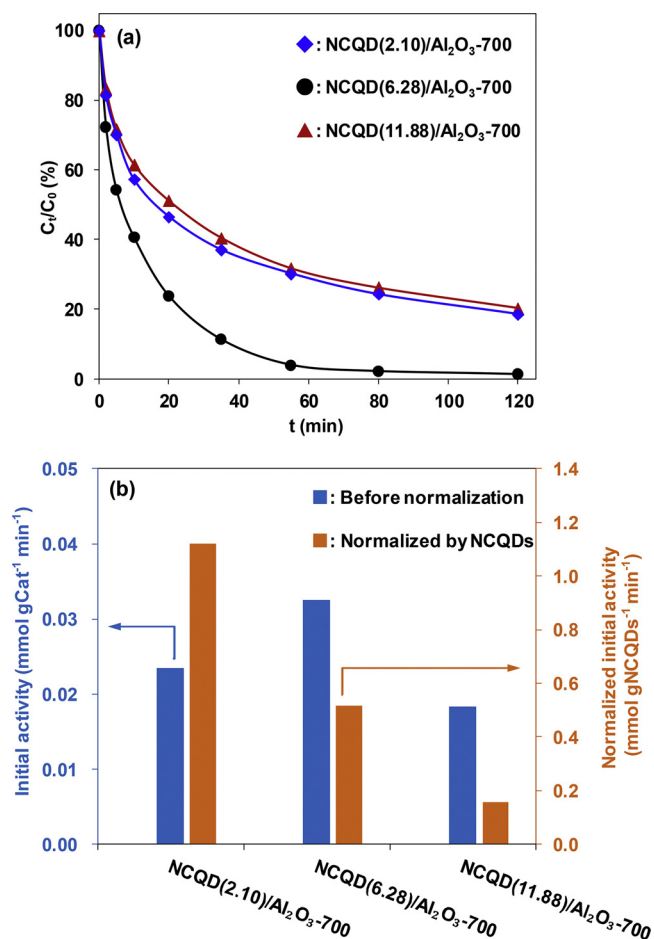 (a)
◆: NCQD(2.10)/Al₂O₃-700
●: NCQD(6.28)/Al₂O₃-700
▲: NCQD(11.88)/Al₂O₃-700
100
80
60
40
20
0
Cₜ/C₀ (%)
0 20 40 60 80 100 120
t (min)
(b)
■: Before normalization
■: Normalized by NCQDs
0.05
0.04
0.03
0.02
0.01
0.00
Initial activity (mmol gCat⁻¹ min⁻¹)
1.4
1.2
1.0
0.8
0.6
0.4
0.2
0.0
Normalized initial activity
(mmol gNCQDs⁻¹ min⁻¹)
NCQD(2.10)/Al₂O₃-700
NCQD(6.28)/Al₂O₃-700
NCQD(11.88)/Al₂O₃-700